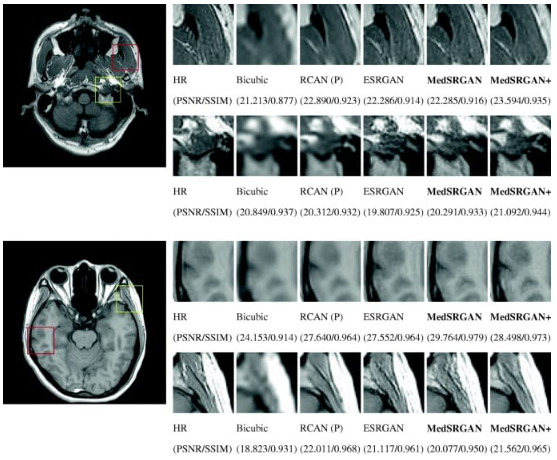 HR Bicubic RCAN (P) ESRGAN MedSRGAN MedSRGAN+
(PSNR/SSIM) (21.213/0.877) (22.890/0.923) (22.286/0.914) (22.285/0.916) (23.594/0.935)
HR Bicubic RCAN (P) ESRGAN MedSRGAN MedSRGAN+
(PSNR/SSIM) (20.849/0.937) (20.312/0.932) (19.807/0.925) (20.291/0.933) (21.092/0.944)
HR Bicubic RCAN (P) ESRGAN MedSRGAN MedSRGAN+
(PSNR/SSIM) (24.153/0.914) (27.640/0.964) (27.552/0.964) (29.764/0.979) (28.498/0.973)
HR Bicubic RCAN (P) ESRGAN MedSRGAN MedSRGAN+
(PSNR/SSIM) (18.823/0.931) (22.011/0.968) (21.117/0.961) (20.077/0.950) (21.562/0.965)